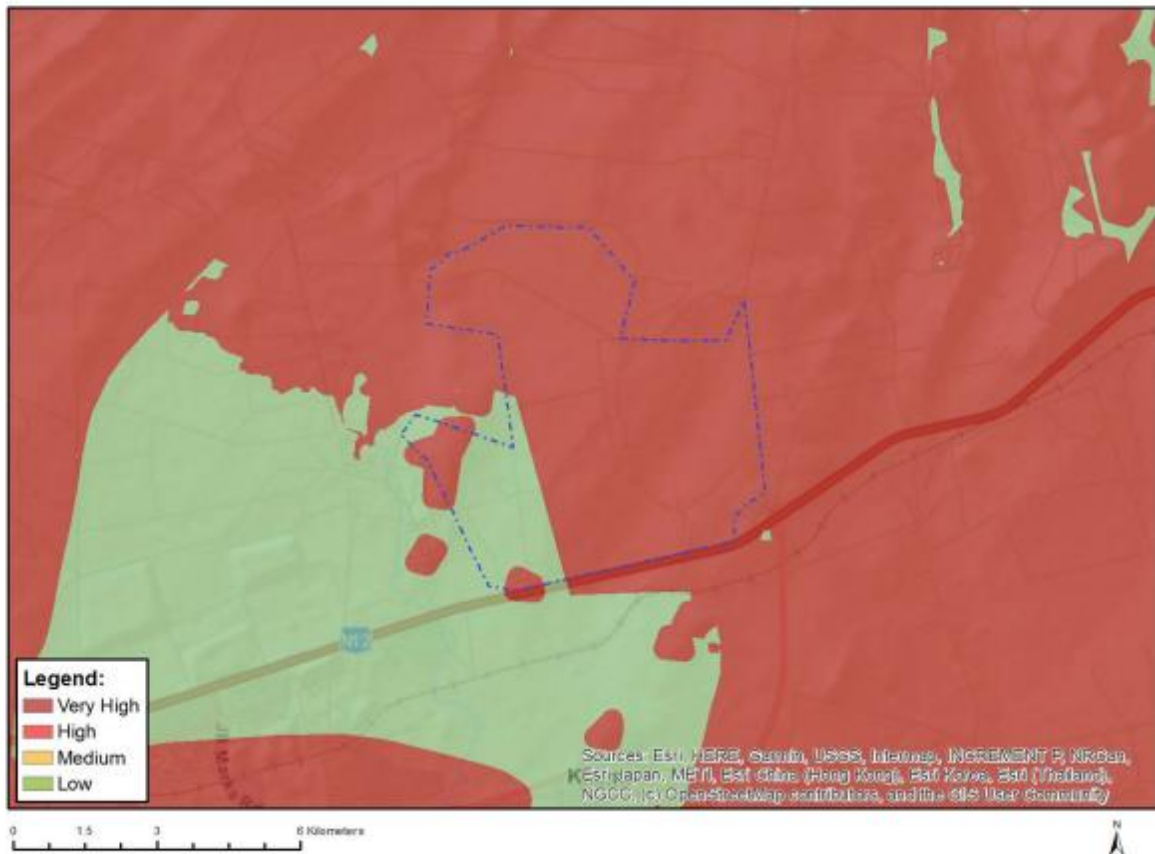 N12
Legend:
Very High
High
Medium
Low
Sources: Esri, HERE, Garmin, USGS, Intermap, INCREMENT P, NRCan,
Esri Japan, METI, Esri China (Hong Kong), Esri Korea, Esri (Thailand),
NGCC, (c) OpenStreetMap contributors, and the GIS User Community
K
0 1.5 3 6 Kilometers
N